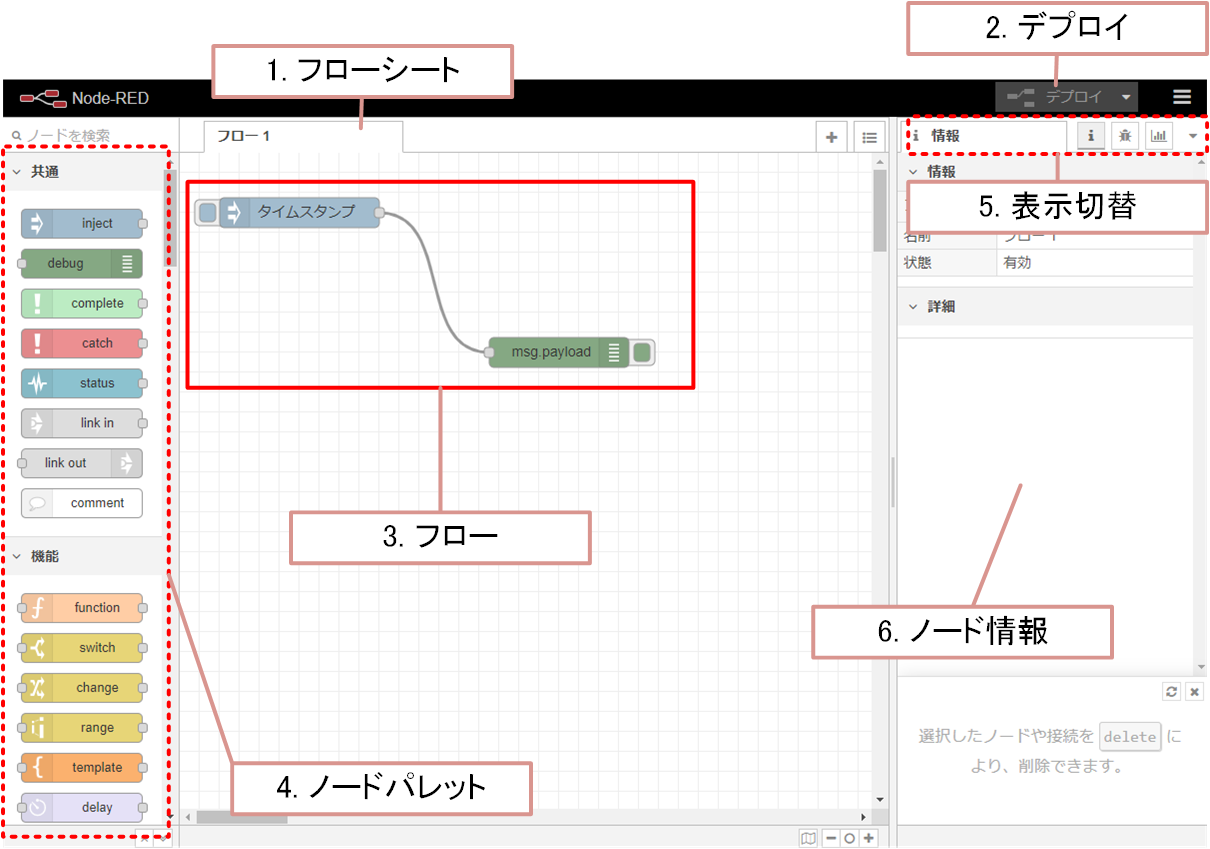 2. デプロイ
1. フローシート
Node-RED
デプロイ
ノードを検索
フロー 1
情報
共通
inject
debug
complete
catch
status
link in
link out
comment
機能
function
switch
change
range
template
delay
タイムスタンプ
msg.payload
3. フロー
4. ノードパレット
情報
5. 表示切替
名前
フロー 1
状態
有効
詳細
6. ノード情報
選択したノードや接続を delete に
より、削除できます。